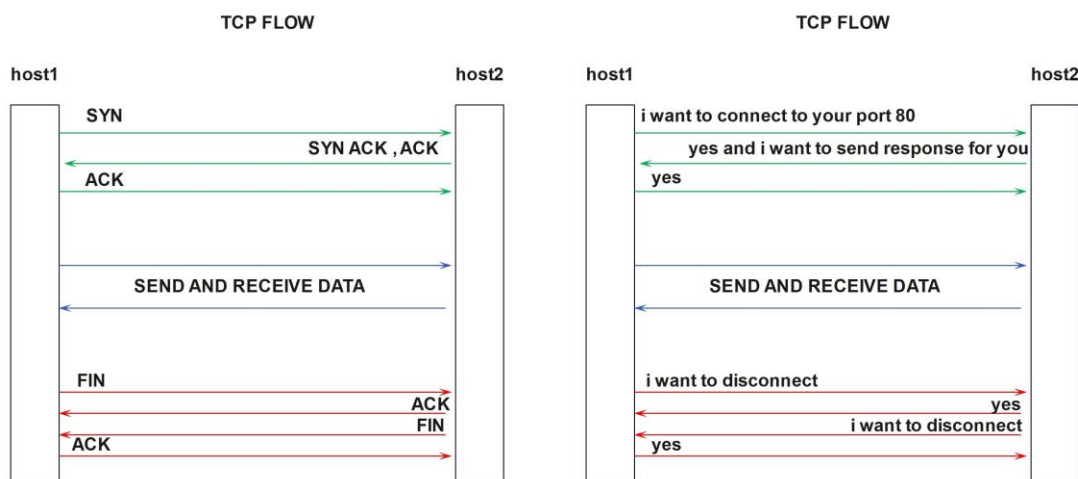 TCP FLOW
host1
host2
SYN
SYN ACK , ACK
ACK
SEND AND RECEIVE DATA
FIN
ACK
FIN
ACK
TCP FLOW
host1
host2
i want to connect to your port 80
yes and i want to send response for you
yes
SEND AND RECEIVE DATA
i want to disconnect
yes
i want to disconnect
yes